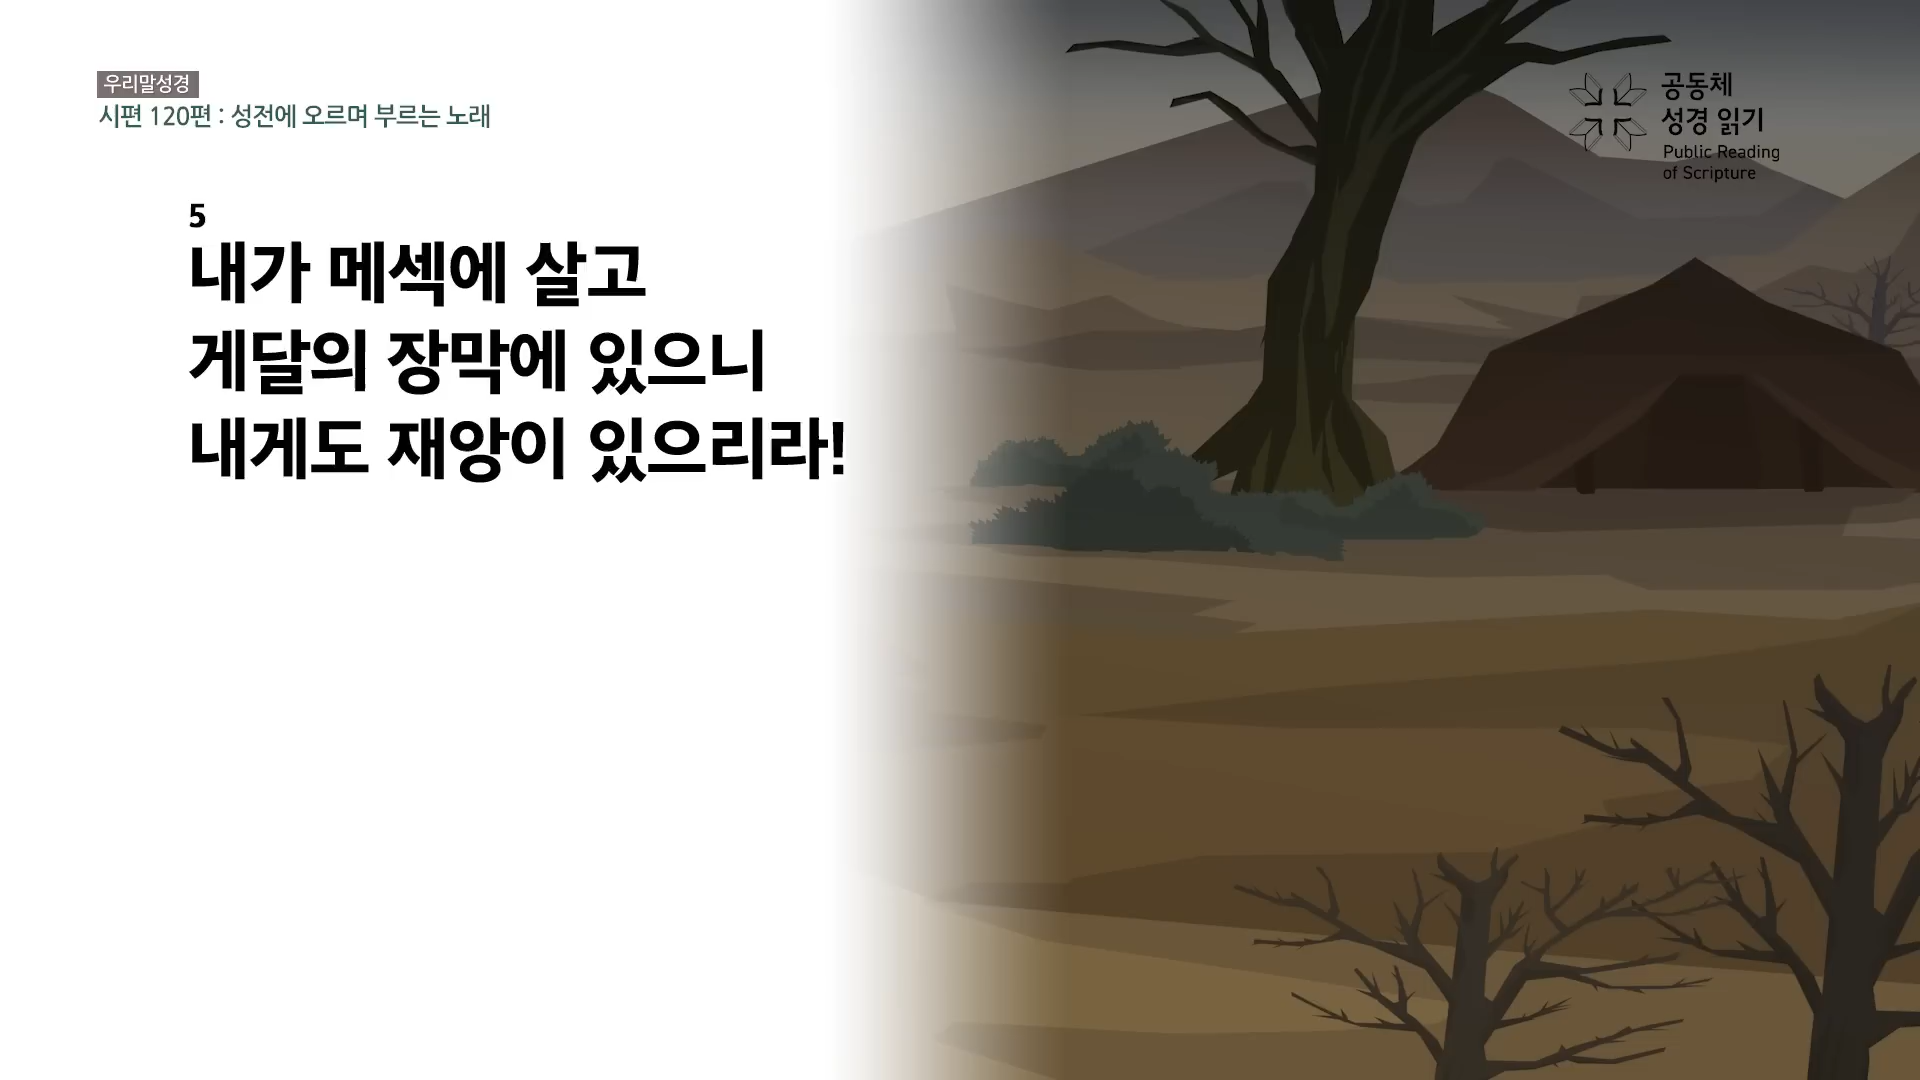 우리말성경
시편 120편 : 성전에 오르며 부르는 노래
5
내가 메섹에 살고
게달의 장막에 있으니
내게도 재앙이 있으리라!
공동체
성경 읽기
Public Reading
of Scripture